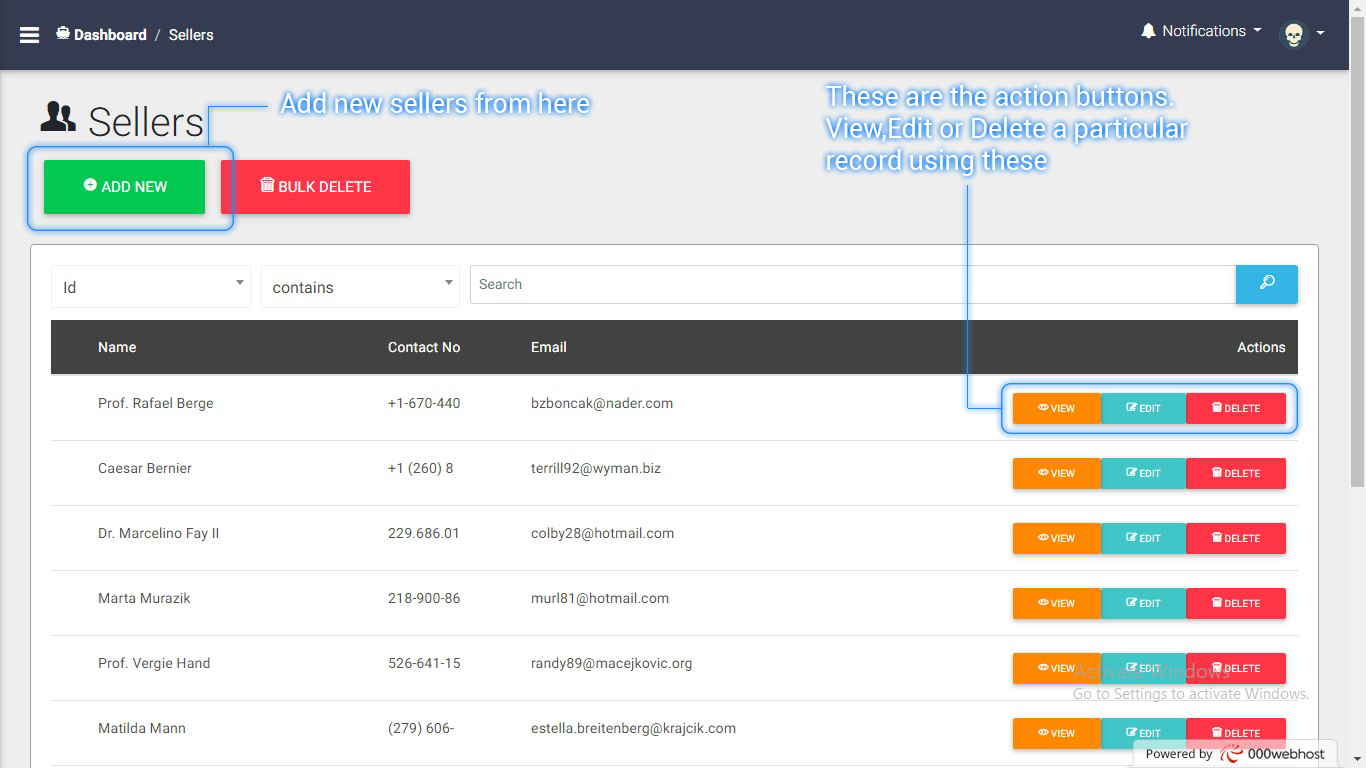 Dashboard / Sellers
Notifications
Add new sellers from here
These are the action buttons.
View,Edit or Delete a particular
record using these
Sellers
ADD NEW
BULK DELETE
Id
contains
Search
Name Contact No Email Actions
Prof. Rafael Berge +1-670-440 bzboncak@nader.com VIEW EDIT DELETE
Caesar Bernier +1 (260) 8 terrill92@wyman.biz VIEW EDIT DELETE
Dr. Marcelino Fay II 229.686.01 colby28@hotmail.com VIEW EDIT DELETE
Marta Murazik 218-900-86 murl81@hotmail.com VIEW EDIT DELETE
Prof. Vergie Hand 526-641-15 randy89@macejkovic.org VIEW EDIT DELETE
Activate Windows
Go to Settings to activate Windows.
Matilda Mann (279) 606- estella.breitenberg@krajcik.com VIEW EDIT DELETE
Powered by 000webhost